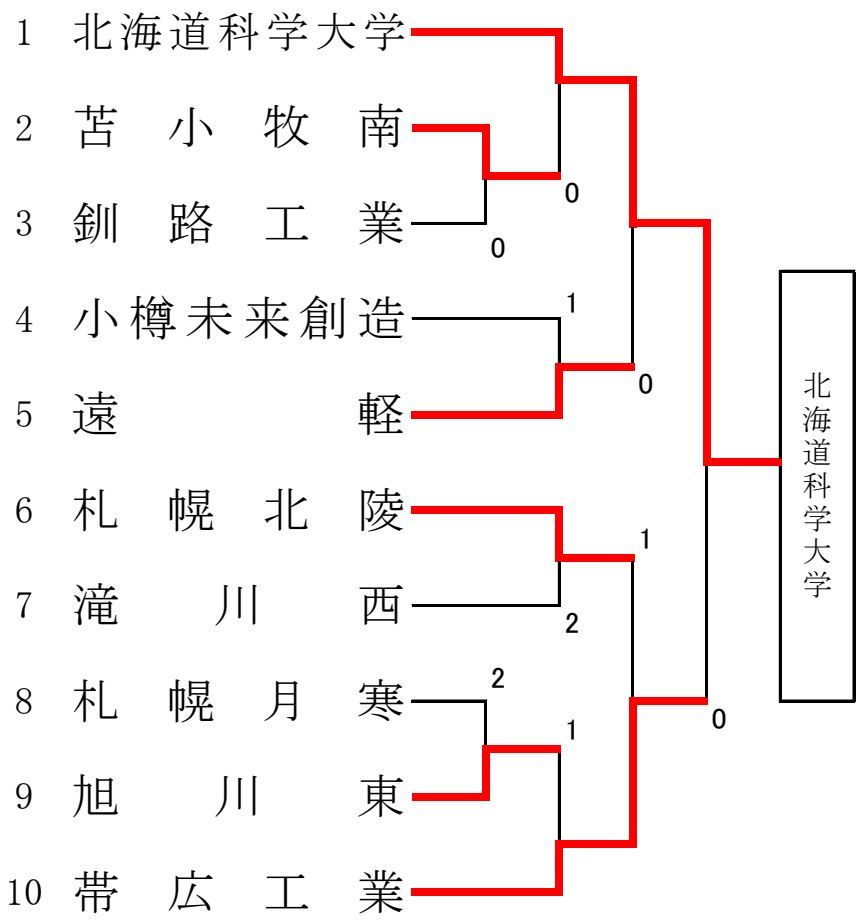 1 北海道科学大学
2 苫小牧南
0
3 釧路工業
0
4 小樽未来創造
1
0
5 遠軽
北海道科学大学
6 札幌北陵
1
7 滝川西
2
8 札幌月寒
2
1
0
9 旭川東
10 帯広工業